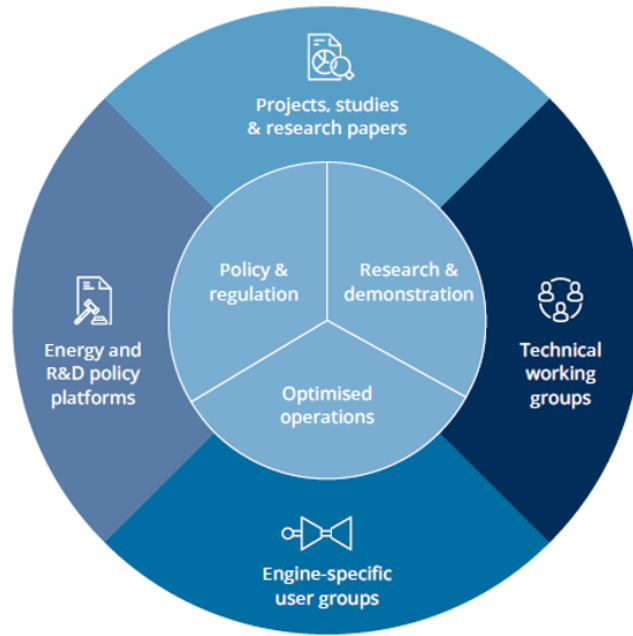 Projects, studies
& research papers
Policy &
regulation
Research &
demonstration
Energy and
R&D policy
platforms
Technical
working
groups
Optimised
operations
Engine-specific
user groups